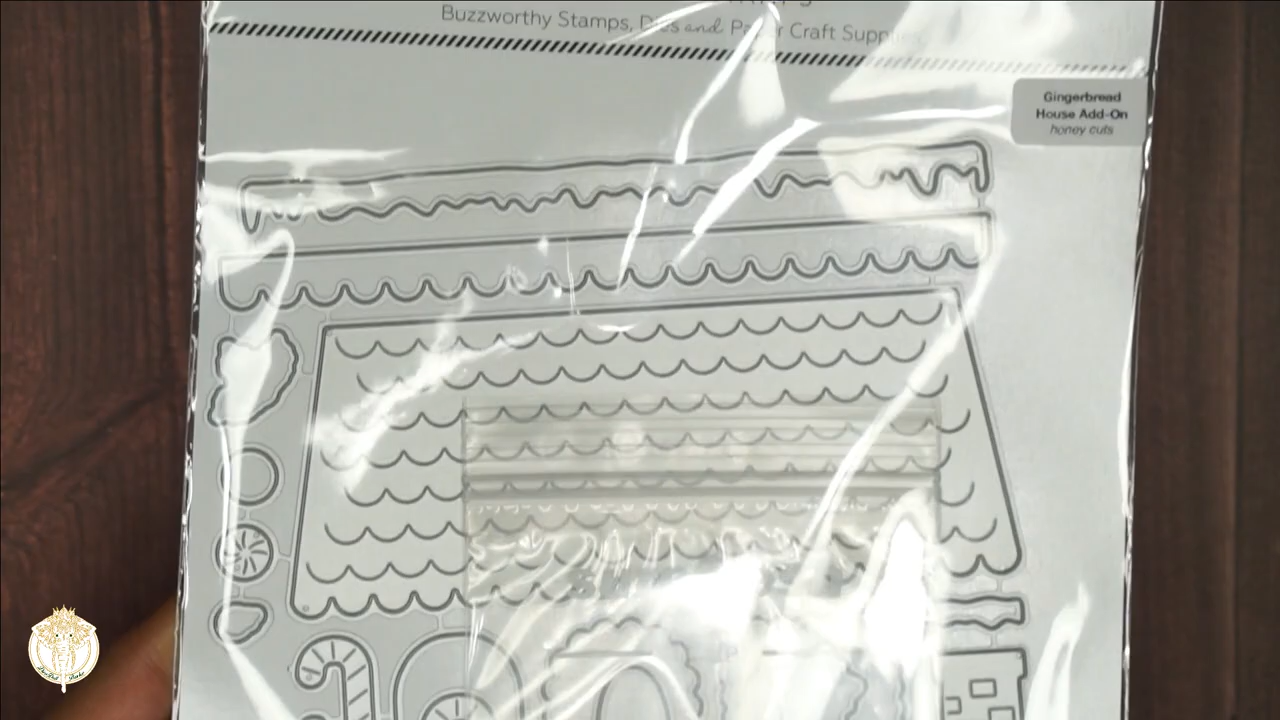 Buzzworthy Stamps, Dies and Paper Craft Supplies
Gingerbread
House Add-On
honey cuts